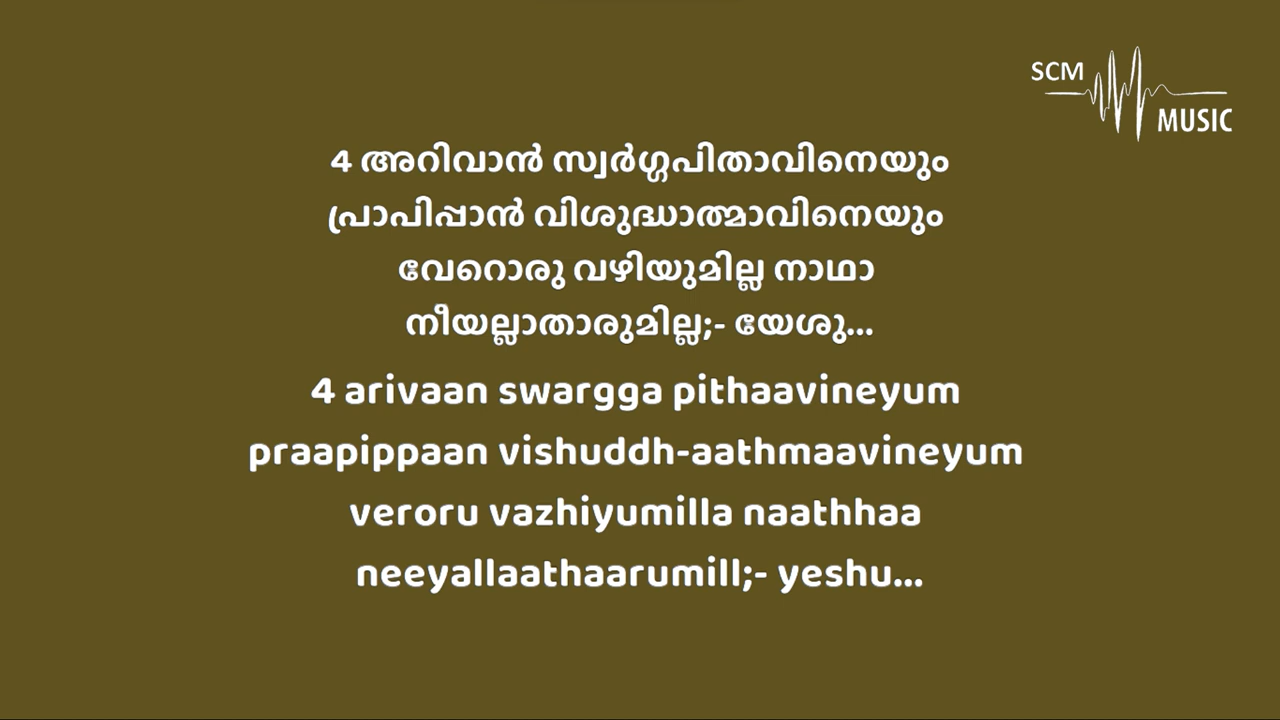 SCM
MUSIC
4 അറിവാൻ സ്വർഗ്ഗപിതാവിനെയും
പ്രാപിപ്പാൻ വിശുദ്ധാത്മാവിനെയും
വേറൊരു വഴിയുമില്ല നാഥാ
നീയല്ലാതാരുമില്ല;- യേശു...
4 arivaan swargga pithaavineyum
praapippaan vishuddh-aathmaavineyum
veroru vazhiyumilla naathhaa
neeyallaathaarumill;- yeshu...